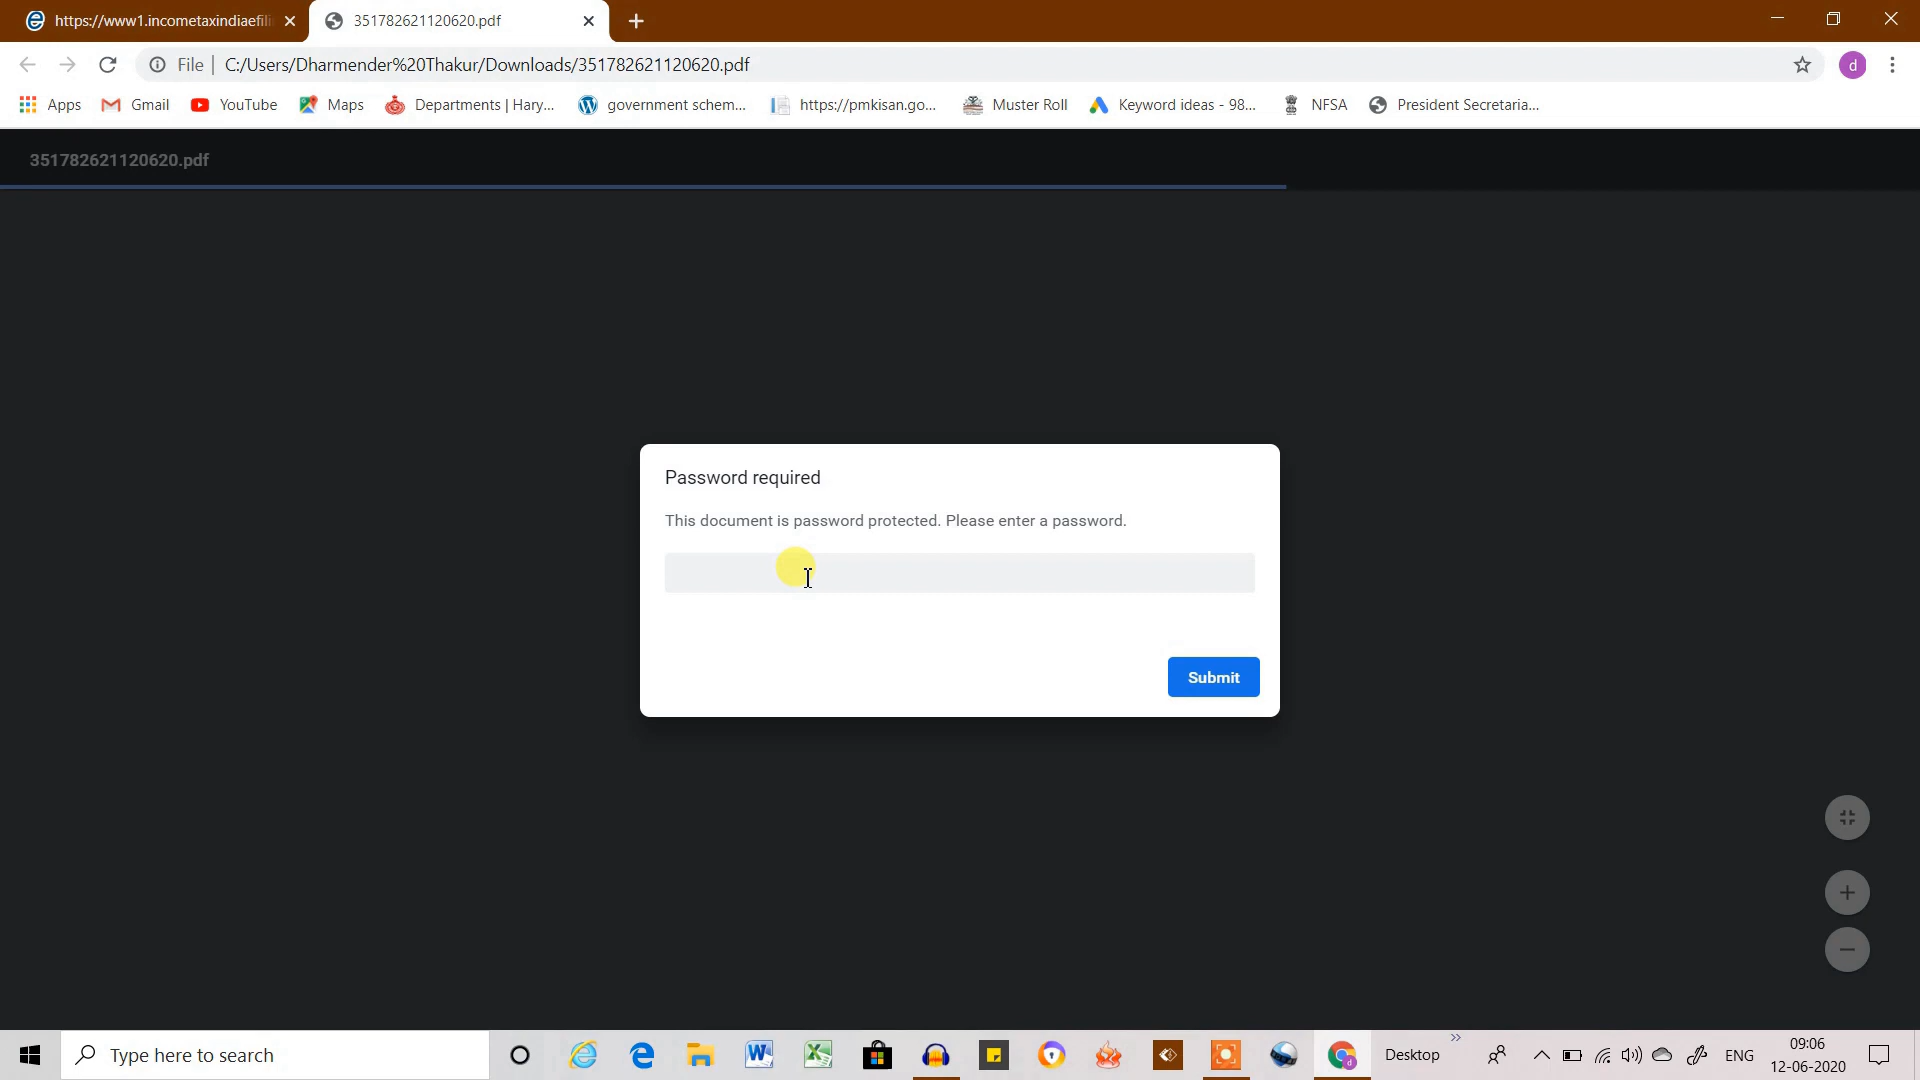 https://www1.incometaxindiaefili
351782621120620.pdf
File
C:/Users/Dharmender%20Thakur/Downloads/351782621120620.pdf
d
Apps
Gmail
YouTube
Maps
Departments | Hary...
government schem...
https://pmkisan.go...
Muster Roll
Keyword ideas - 98...
NFSA
President Secretaria...
351782621120620.pdf
Password required
This document is password protected. Please enter a password.
Submit
Type here to search
Desktop
ENG
09:06
12-06-2020